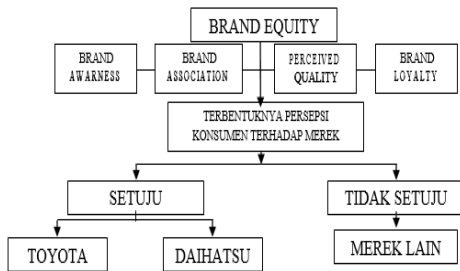 BRAND EQUITY
BRAND
AWARNESS
BRAND
ASSOCIATION
PERCEIVED
QUALITY
BRAND
LOYALTY
TERBENTUKNYA PERSEPSI
KONSUMEN TERHADAP MEREK
SETUJU
TIDAK SETUJU
TOYOTA
DAIHATSU
MEREK LAIN